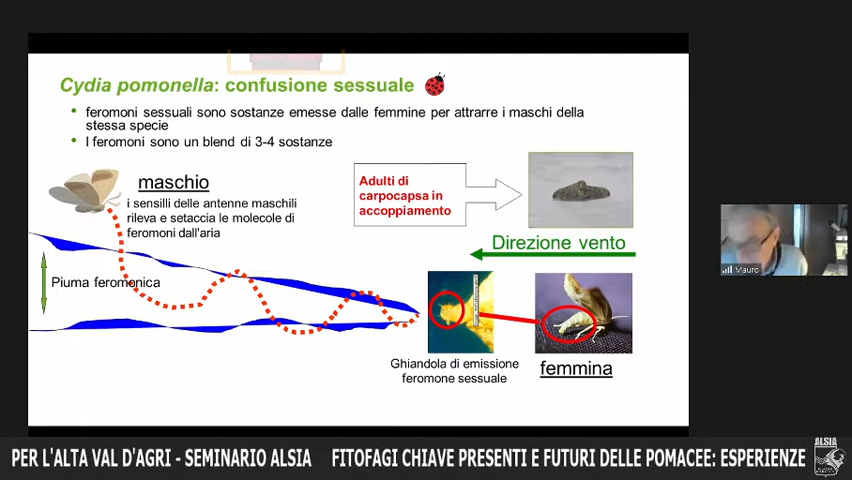 Cydia pomonella: confusione sessuale
feromoni sessuali sono sostanze emesse dalle femmine per attrarre i maschi della
stessa specie
I feromoni sono un blend di 3-4 sostanze
maschio
i sensilli delle antenne maschili
rileva e setaccia le molecole di
feromoni dall'aria
Adulti di
carpocapsa in
accoppiamento
Direzione vento
Piuma feromonica
Ghiandola di emissione
feromone sessuale
femmina
Mauro
PER L'ALTA VAL D'AGRI - SEMINARIO ALSIA FITOFAGI CHIAVE PRESENTI E FUTURI DELLE POMACEE: ESPERIENZE
ALSIA